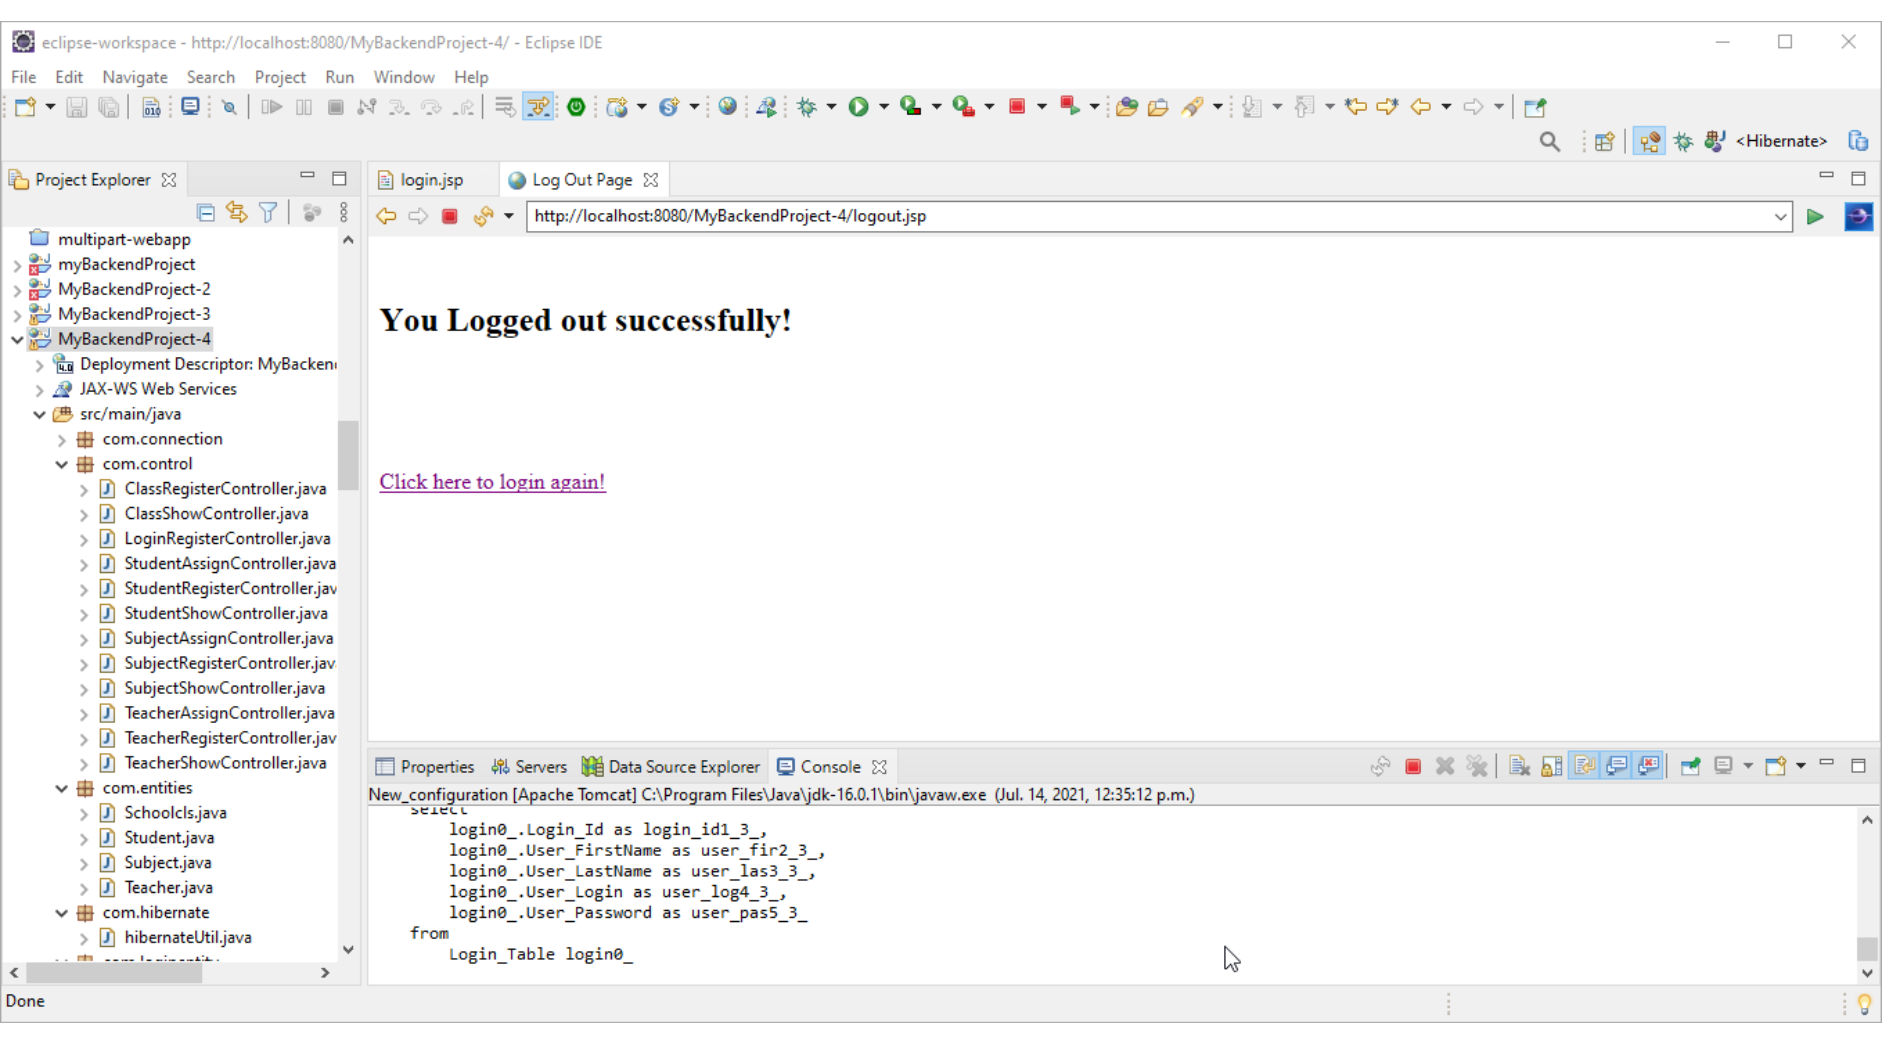 eclipse-workspace - http://localhost:8080/MyBackendProject-4/ - Eclipse IDE
File Edit Navigate Search Project Run Window Help
<Hibernate>
Project Explorer
login.jsp
Log Out Page
http://localhost:8080/MyBackendProject-4/logout.jsp
multipart-webapp
myBackendProject
MyBackendProject-2
MyBackendProject-3
MyBackendProject-4
Deployment Descriptor: MyBacken
JAX-WS Web Services
src/main/java
com.connection
com.control
ClassRegisterController.java
ClassShowController.java
LoginRegisterController.java
StudentAssignController.java
StudentRegisterController.jav
StudentShowController.java
SubjectAssignController.java
SubjectRegisterController.jav
SubjectShowController.java
TeacherAssignController.java
TeacherRegisterController.jav
TeacherShowController.java
com.entities
Schoolcls.java
Student.java
Subject.java
Teacher.java
com.hibernate
hibernateUtil.java
You Logged out successfully!
Click here to login again!
Properties Servers Data Source Explorer Console
New_configuration [Apache Tomcat] C:\Program Files\Java\jdk-16.0.1\bin\javaw.exe (Jul. 14, 2021, 12:35:12 p.m.)
select
login0_.Login_Id as login_id1_3_,
login0_.User_FirstName as user_fir2_3_,
login0_.User_LastName as user_las3_3_,
login0_.User_Login as user_log4_3_,
login0_.User_Password as user_pas5_3_
from
Login_Table login0_
Done